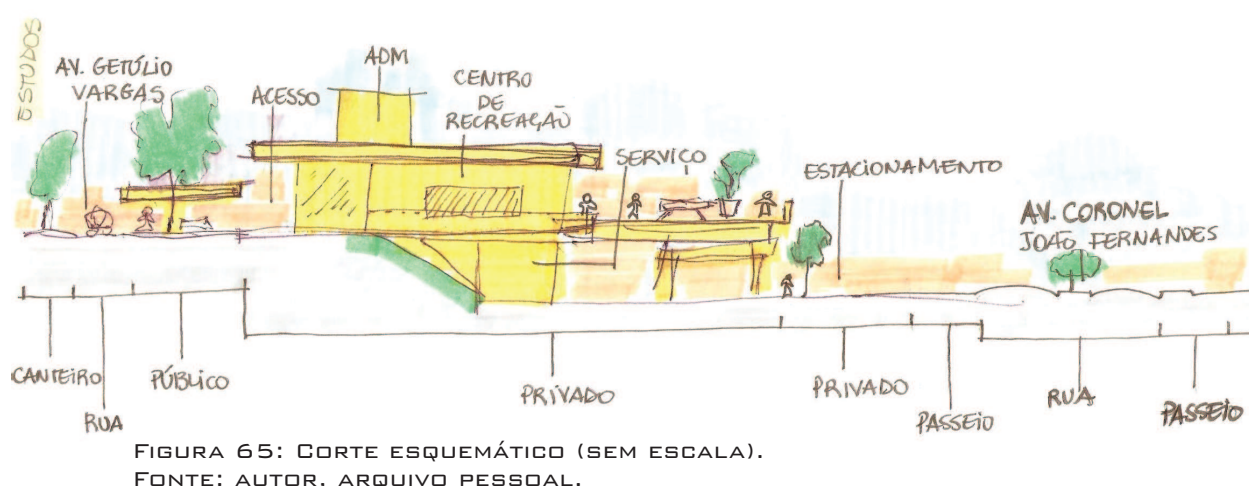 ESTUDOS
AV. GETÚLIO
VARGAS
ACESSO
ADM
CENTRO
DE
RECREAÇÃO
SERVICO
ESTACIONAMENTO
AV. CORONEL
JOÃO FERNANDES
CANTEIRO
RUA
PÚBLICO
PRIVADO
PRIVADO
PASSEIO
RUA
PASSEIO
FIGURA 65: CORTE ESQUEMÁTICO (SEM ESCALA).
FONTE: AUTOR, ARQUIVO PESSOAL.